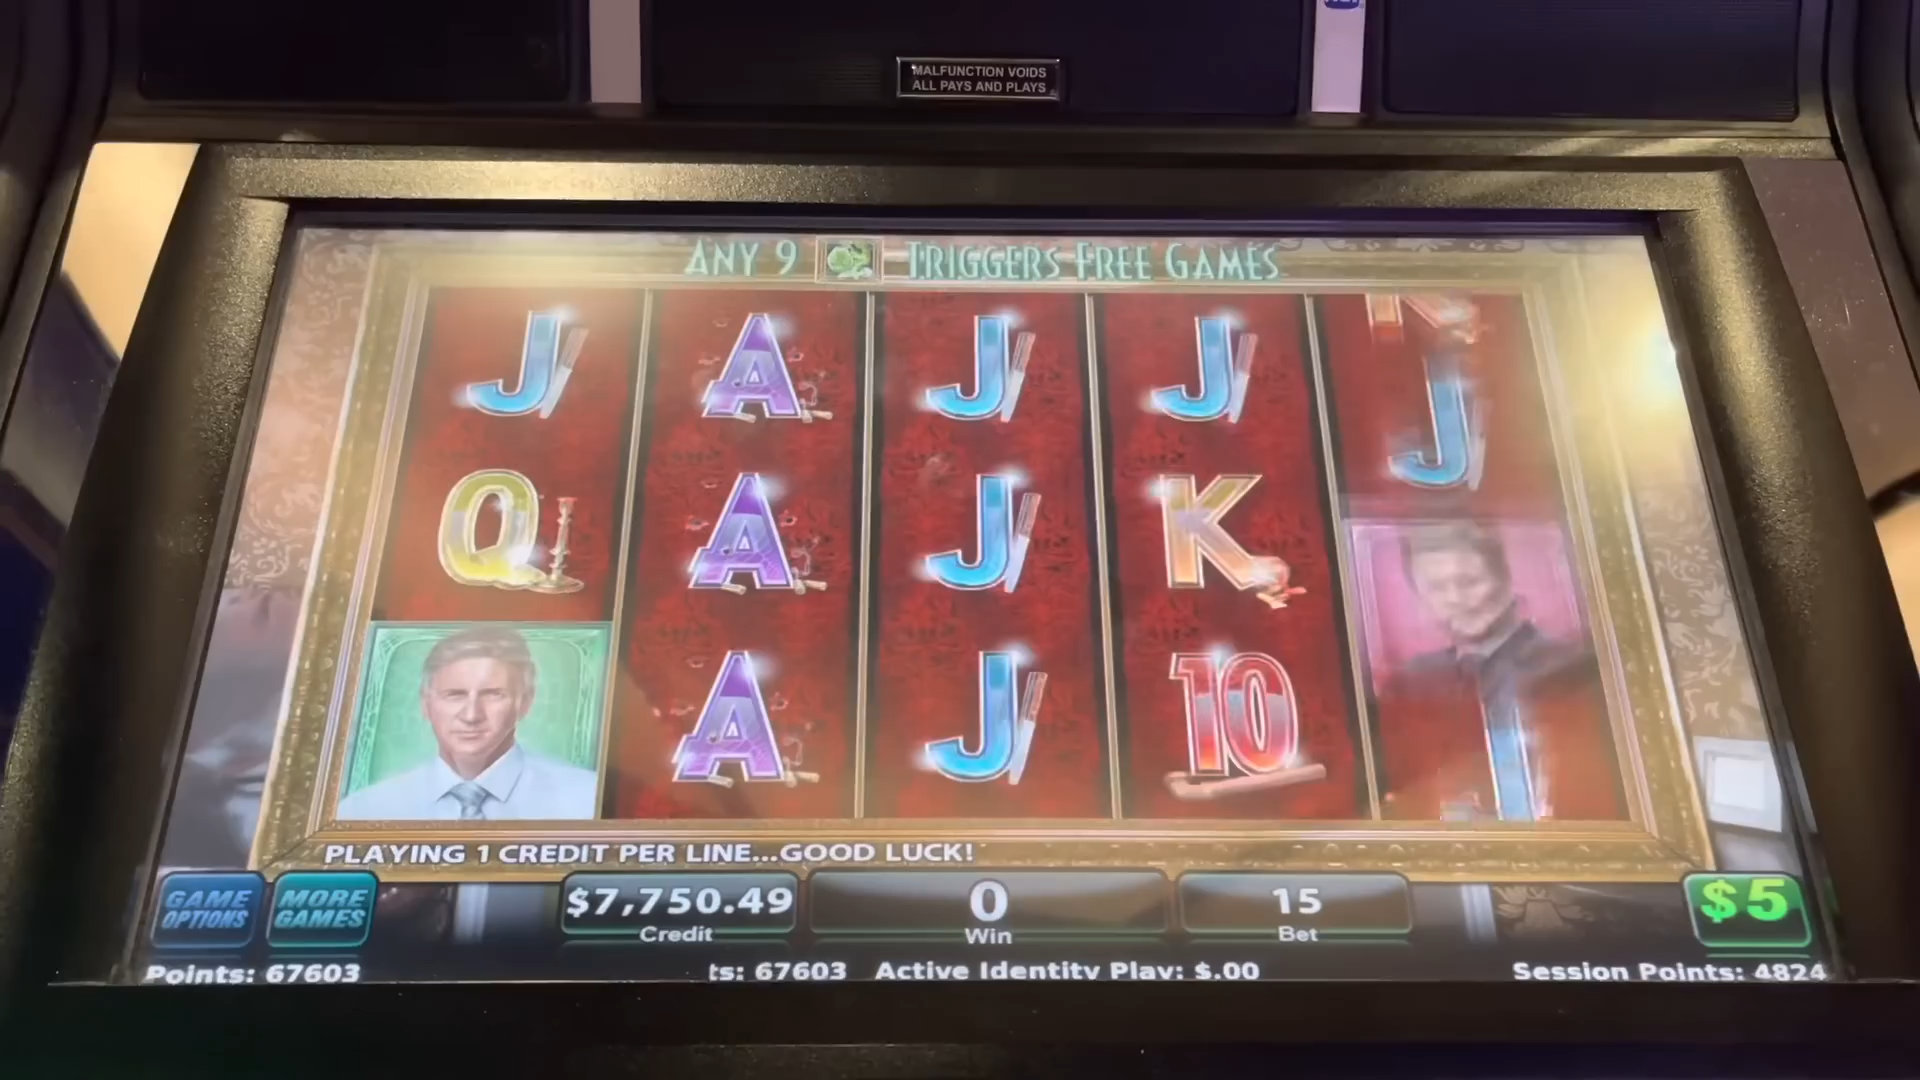 MALFUNCTION VOIDS
ALL PAYS AND PLAYS
ANY 9 TRIGGERS FREE GAMES
J A J J J
Q A J K
A J 10
PLAYING 1 CREDIT PER LINE...GOOD LUCK!
GAME OPTIONS
MORE GAMES
$7,750.49
Credit
0
Win
15
Bet
$5
Points: 67603
ts: 67603 Active Identity Play: $.00
Session Points: 4824